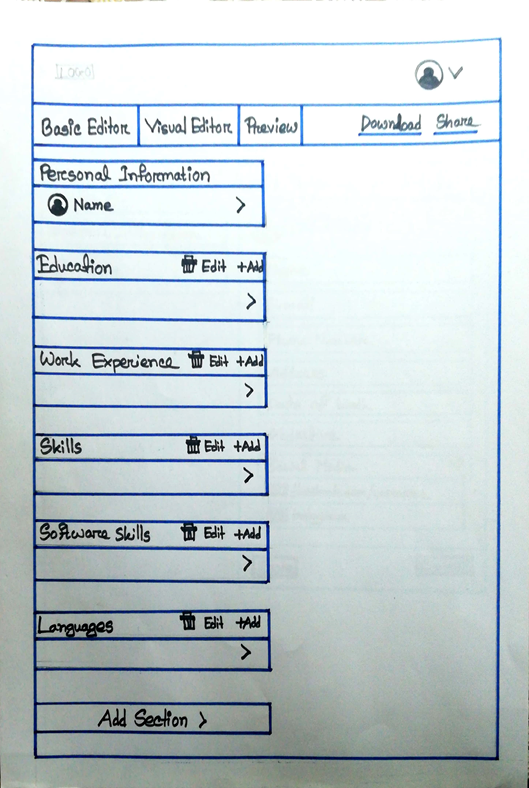 [LOGO]
Basic Editor Visual Editor Preview Download Share
Personal Information
Name >
Education Edit +Add
>
Work Experience Edit +Add
>
Skills Edit +Add
>
Software Skills Edit +Add
>
Languages Edit +Add
>
Add Section >